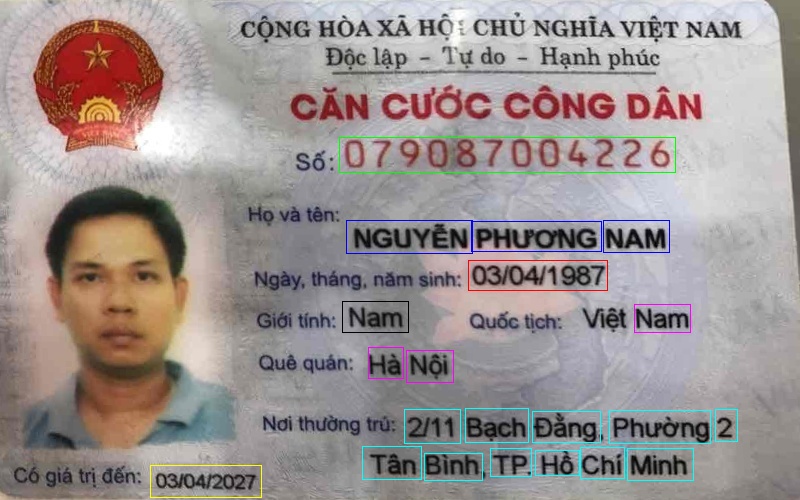 CỘNG HÒA XÃ HỘI CHỦ NGHĨA VIỆT NAM
Độc lập - Tự do - Hạnh phúc
CĂN CƯỚC CÔNG DÂN
Số: 079087004226
Họ và tên:
NGUYỄN PHƯƠNG NAM
Ngày, tháng, năm sinh: 03/04/1987
Giới tính: Nam Quốc tịch: Việt Nam
Quê quán: Hà Nội
Nơi thường trú: 2/11 Bạch Đằng, Phường 2
Tân Bình, TP. Hồ Chí Minh
Có giá trị đến: 03/04/2027